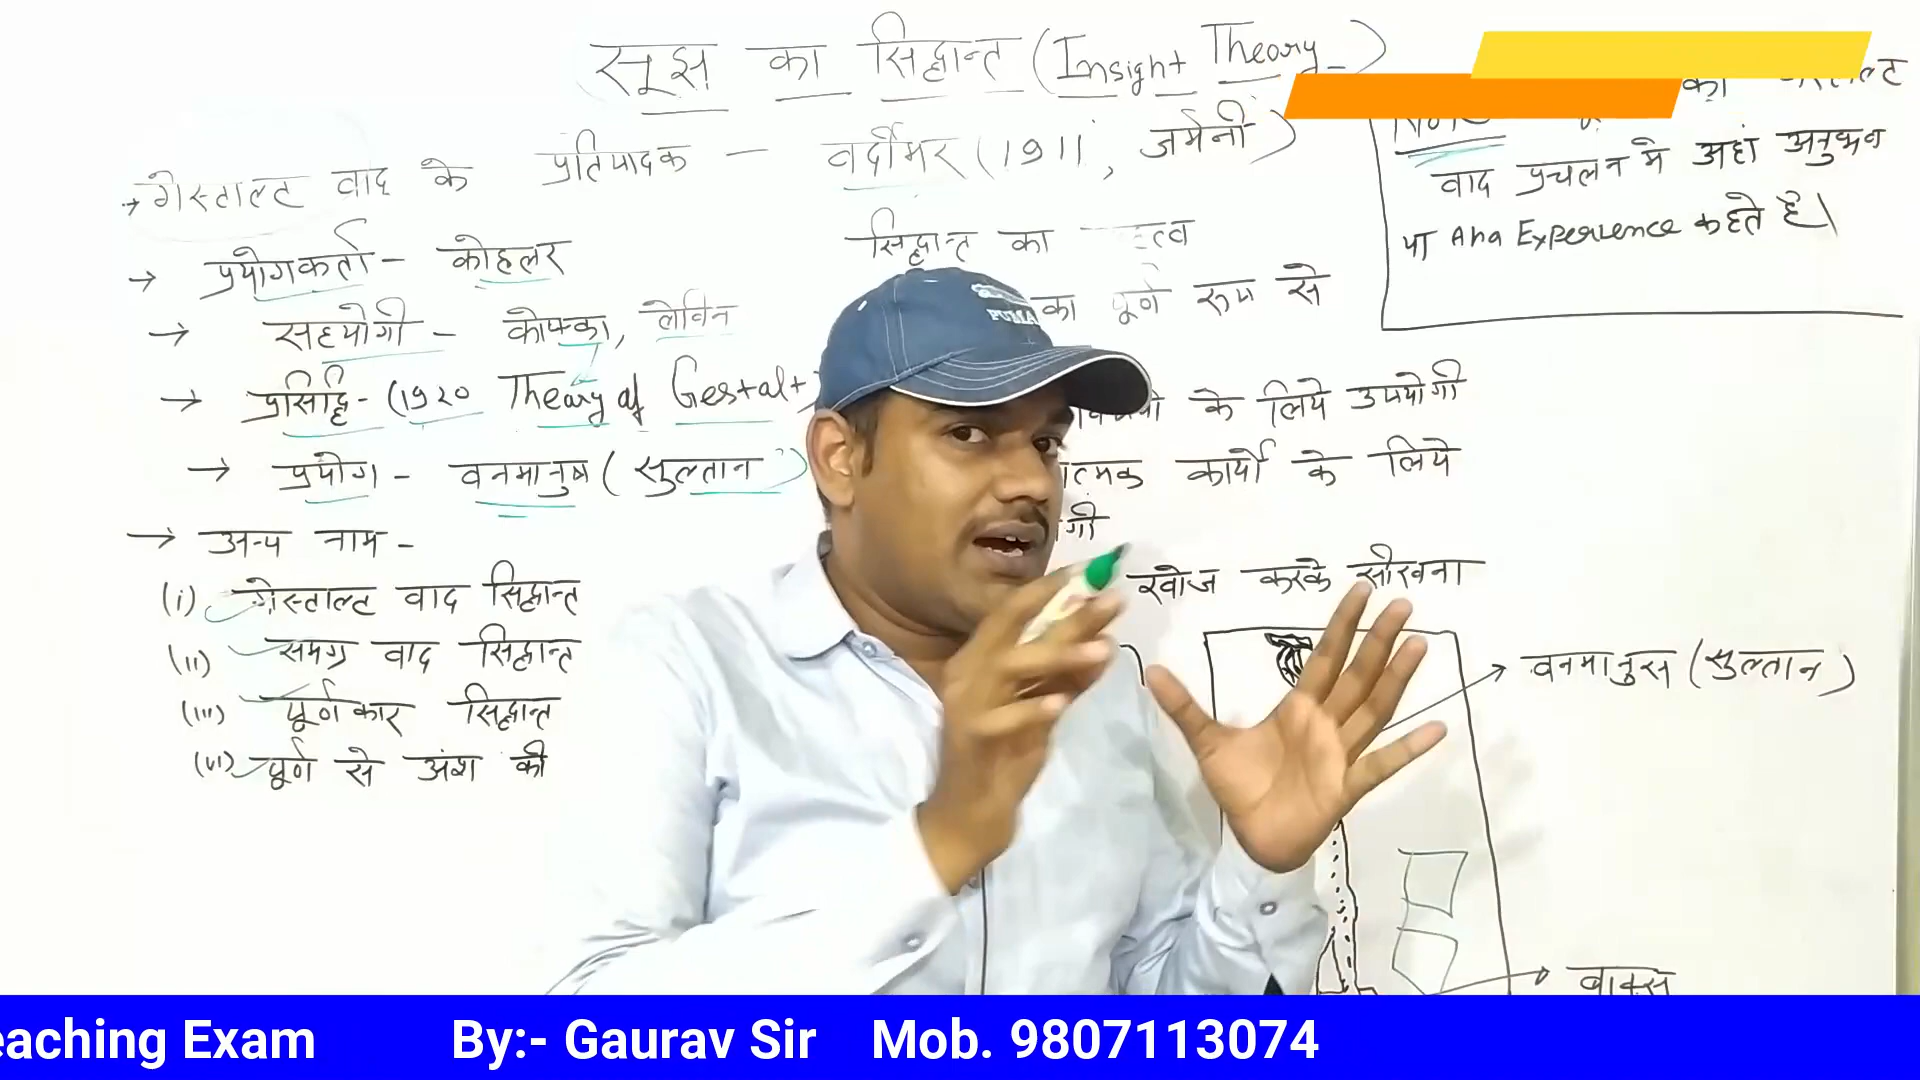 सूझ का सिद्धान्त (Insight Theory)
→ गेस्टाल्ट वाद के प्रतिपादक - वर्दीमर (1911, जर्मनी)
→ प्रयोगकर्ता - कोहलर
→ सहयोगी - कोफ्का, लेविन
→ प्रसिद्धि - (1920 Theory of Gestalt)
→ प्रयोग - वनमानुष (सुल्तान)
→ अन्य नाम -
(i) गेस्टाल्ट वाद सिद्धान्त
(ii) समग्र वाद सिद्धान्त
(iii) पूर्णकार सिद्धान्त
(vi) पूर्ण से अंश की
सिद्धान्त का
का पूर्ण रूप से
के लिये उपयोगी
कार्यो के लिये
खोज करके सीखना
का
वाद प्रचलन मे अहा अनुभव
या Aha Experience कहते है।
वनमानुस (सुल्तान)
बाक्स
PUMA
eaching Exam By:- Gaurav Sir Mob. 9807113074